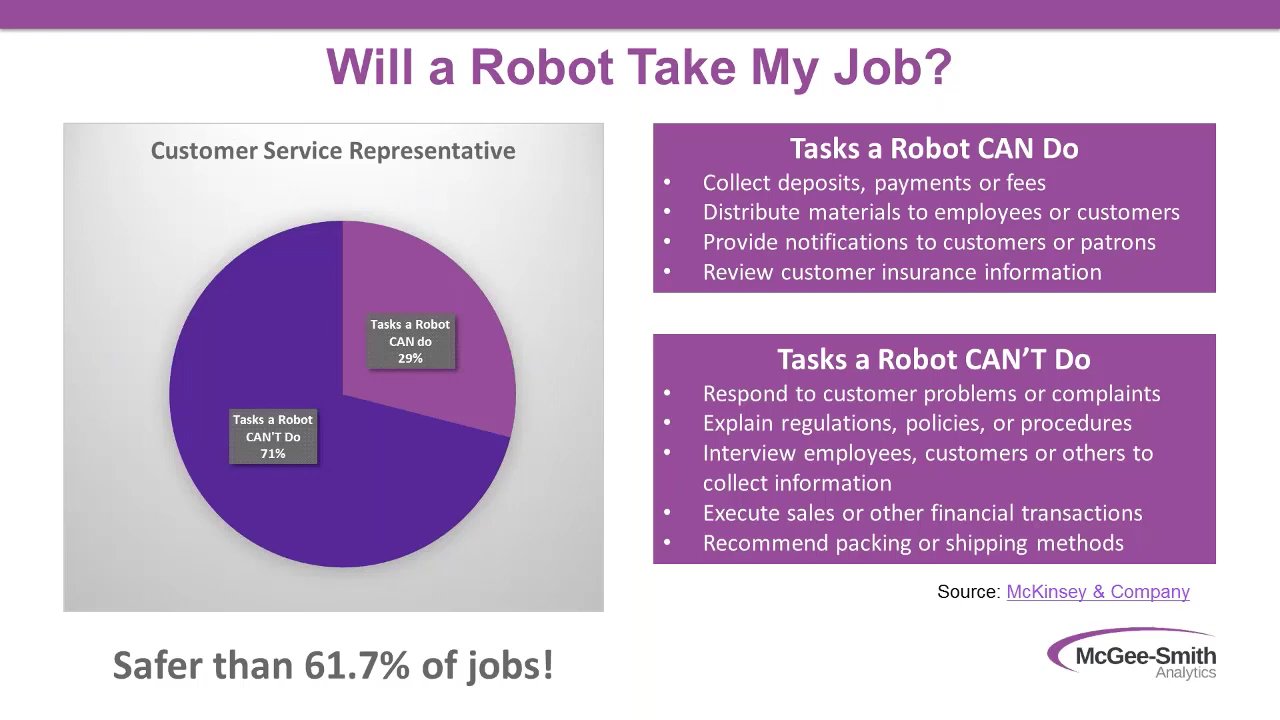 Will a Robot Take My Job?
Customer Service Representative
Tasks a Robot
CAN do
29%
Tasks a Robot
CAN'T Do
71%
Safer than 61.7% of jobs!
Tasks a Robot CAN Do
• Collect deposits, payments or fees
• Distribute materials to employees or customers
• Provide notifications to customers or patrons
• Review customer insurance information
Tasks a Robot CAN’T Do
• Respond to customer problems or complaints
• Explain regulations, policies, or procedures
• Interview employees, customers or others to
collect information
• Execute sales or other financial transactions
• Recommend packing or shipping methods
Source: McKinsey & Company
McGee-Smith
Analytics